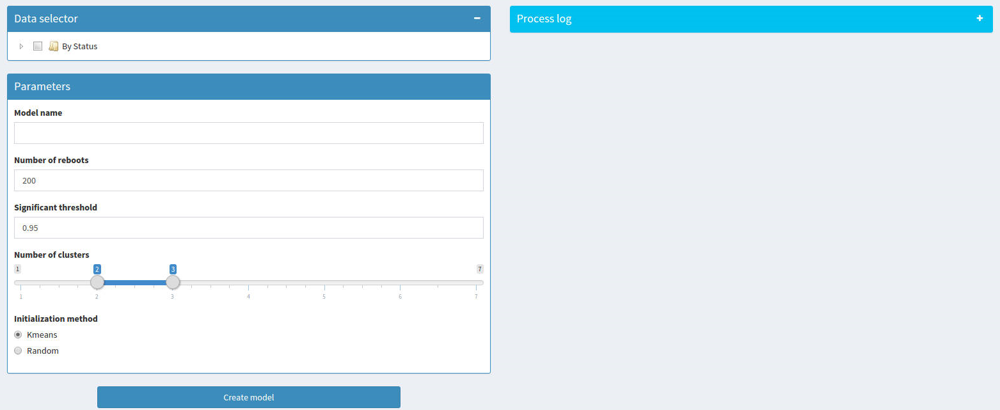 Data selector
By Status
Parameters
Model name
Number of reboots
200
Significant threshold
0.95
Number of clusters
1 2 3 7
1 2 3 4 5 6 7
Initialization method
Kmeans
Random
Create model
Process log